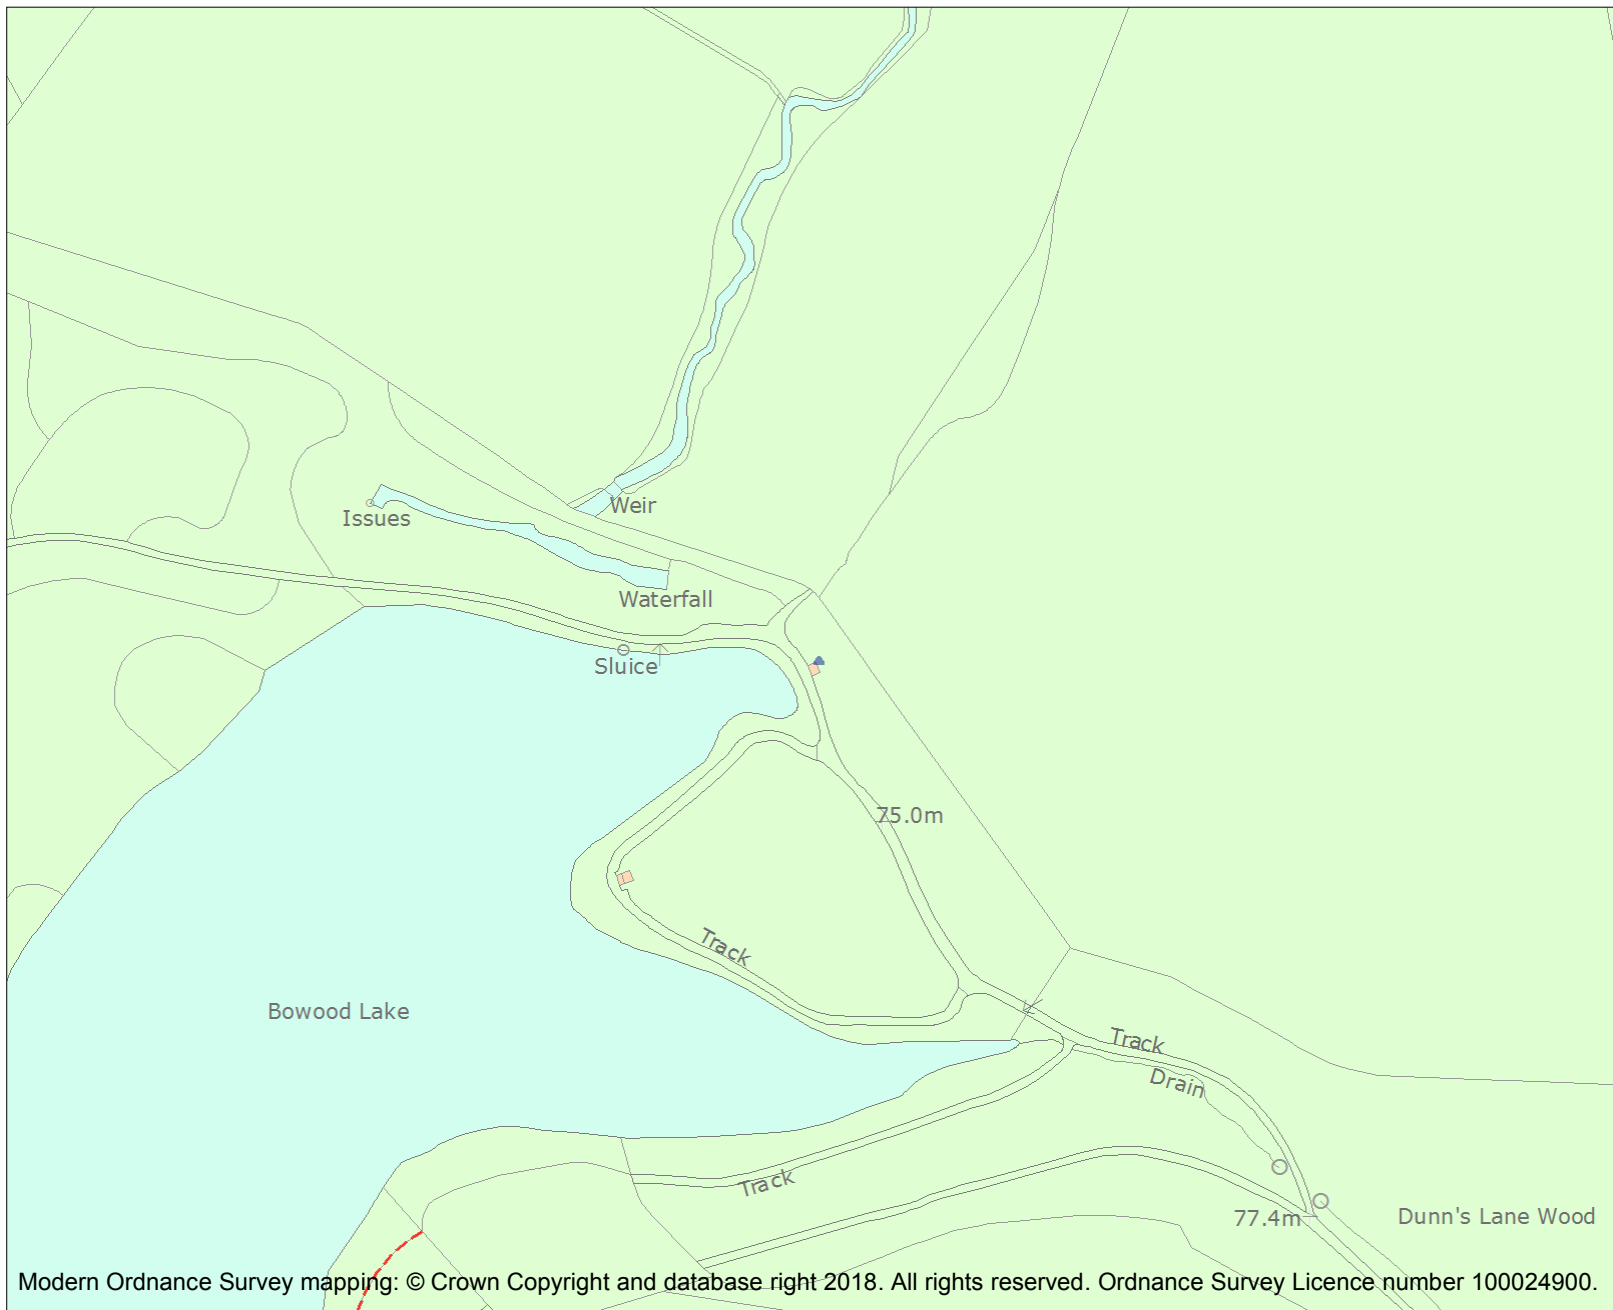 Weir
Issues
Waterfall
Sluice
75.0m
Track
Bowood Lake
Track
Drain
Track
77.4m
Dunn's Lane Wood
Modern Ordnance Survey mapping: © Crown Copyright and database right 2018. All rights reserved. Ordnance Survey Licence number 100024900.